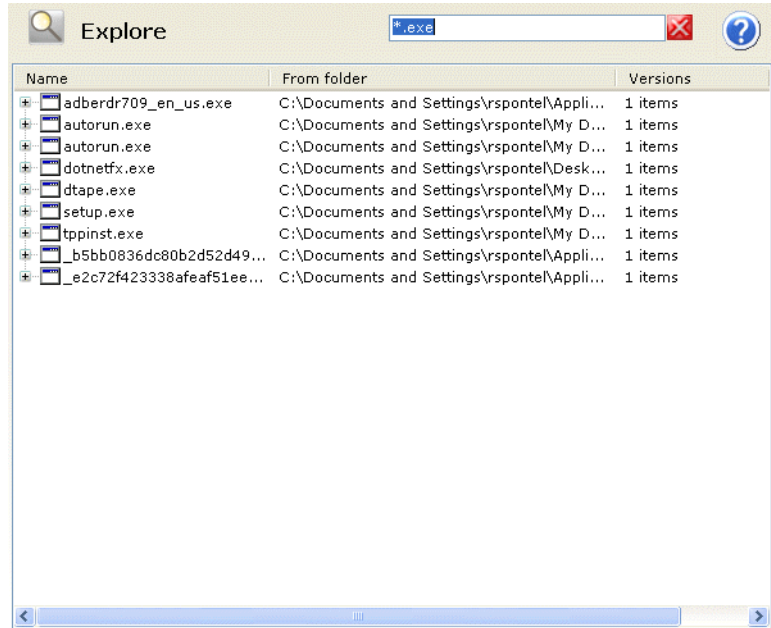 Explore
*.exe
Name From folder Versions
adberdr709_en_us.exe C:\Documents and Settings\rspontel\Appli... 1 items
autorun.exe C:\Documents and Settings\rspontel\My D... 1 items
autorun.exe C:\Documents and Settings\rspontel\My D... 1 items
dotnetfx.exe C:\Documents and Settings\rspontel\Desk... 1 items
dtape.exe C:\Documents and Settings\rspontel\My D... 1 items
setup.exe C:\Documents and Settings\rspontel\My D... 1 items
tppinst.exe C:\Documents and Settings\rspontel\My D... 1 items
_b5bb0836dc80b2d52d49... C:\Documents and Settings\rspontel\Appli... 1 items
_e2c72f423338afeaf51ee... C:\Documents and Settings\rspontel\Appli... 1 items